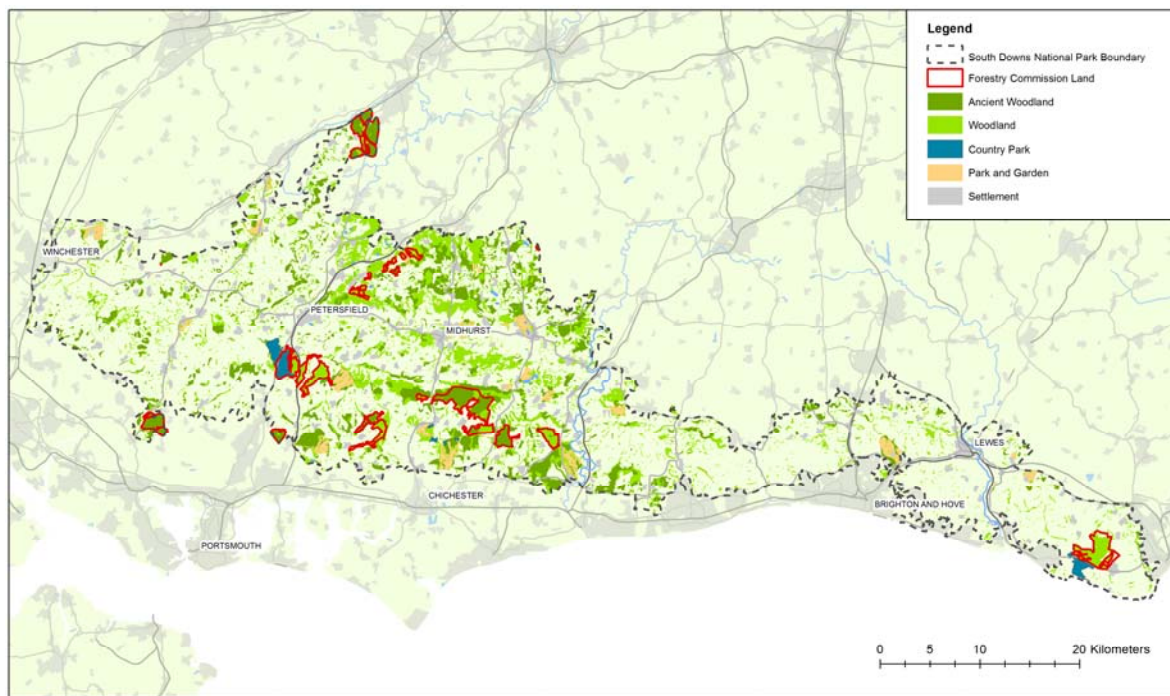 Legend
South Downs National Park Boundary
Forestry Commission Land
Ancient Woodland
Woodland
Country Park
Park and Garden
Settlement
WINCHESTER
PETERSFIELD
MIDHURST
LEWES
CHICHESTER
BRIGHTON AND HOVE
PORTSMOUTH
0 5 10 20 Kilometers